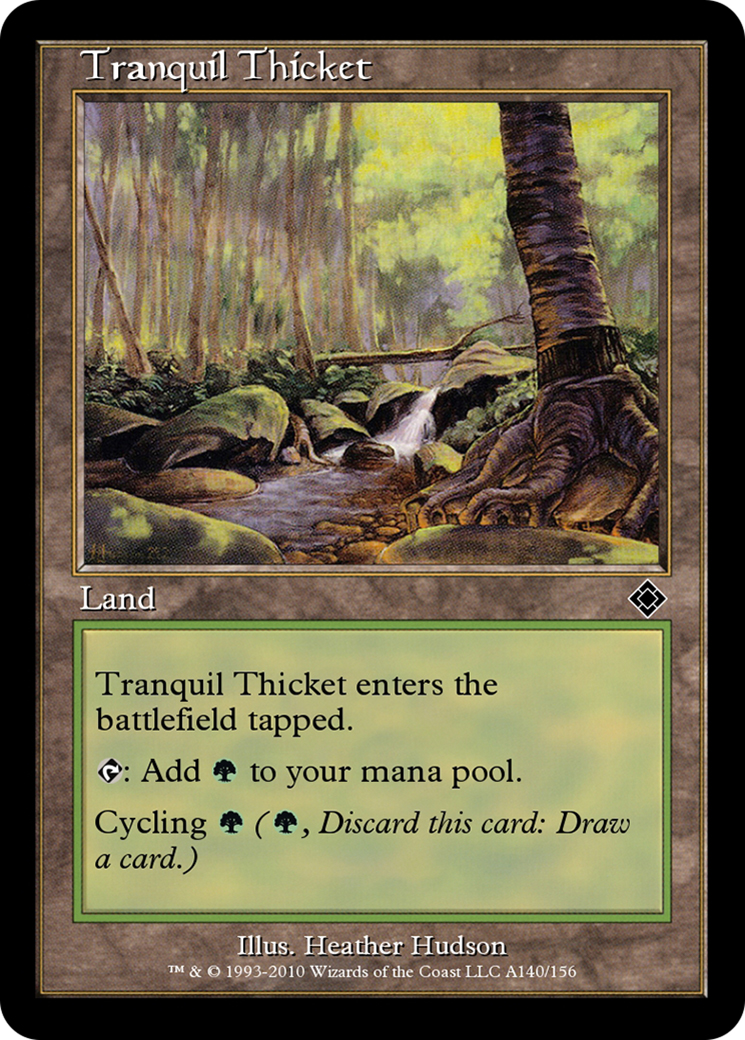 Tranquil Thicket
Land
Tranquil Thicket enters the
battlefield tapped.
: Add to your mana pool.
Cycling ( , Discard this card: Draw
a card.)
Illus. Heather Hudson
™ & © 1993-2010 Wizards of the Coast LLC A140/156